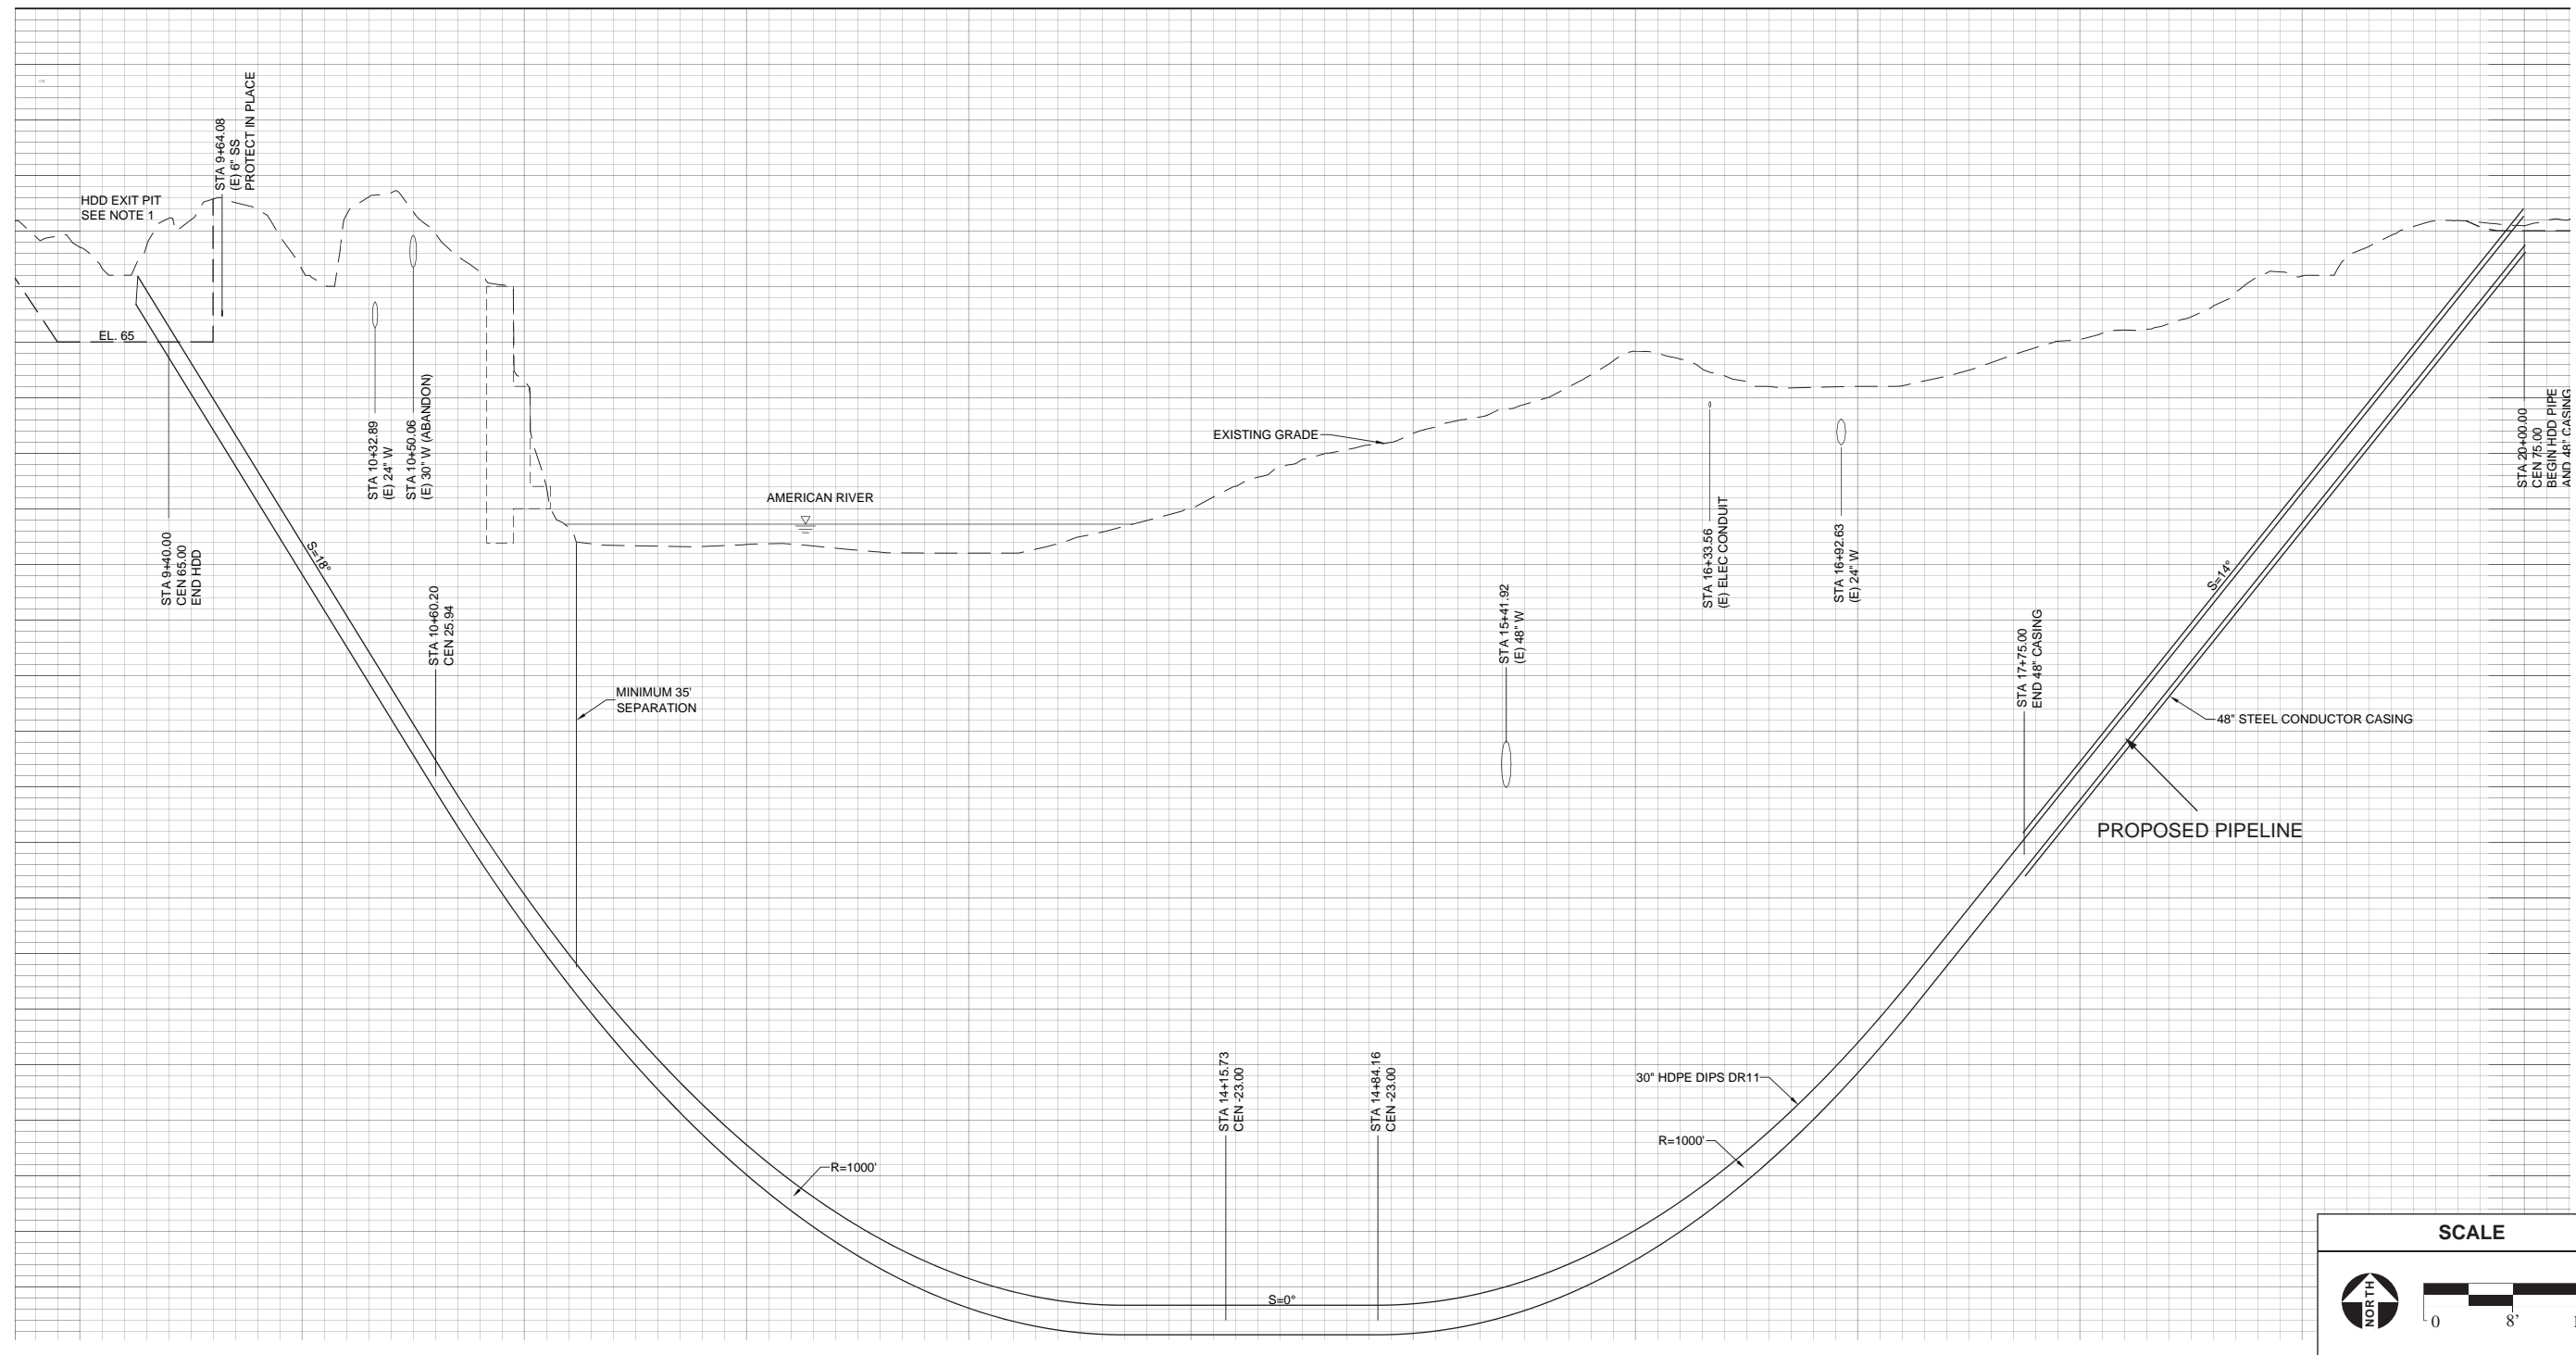 STA 9+64.08
(E) 6" SS
PROTECT IN PLACE
HDD EXIT PIT
SEE NOTE 1
EL. 65
STA 9+40.00
CEN 65.00
END HDD
S=18°
STA 10+32.89
(E) 24" W
STA 10+50.06
(E) 30" W (ABANDON)
STA 10+60.20
CEN 25.94
MINIMUM 35'
SEPARATION
AMERICAN RIVER
EXISTING GRADE
STA 15+41.92
(E) 48" W
STA 16+33.56
(E) ELEC CONDUIT
STA 16+92.63
(E) 24" W
STA 17+75.00
END 48" CASING
S=14°
STA 20+00.00
CEN 75.00
BEGIN HDD PIPE
AND 48" CASING
48" STEEL CONDUCTOR CASING
PROPOSED PIPELINE
STA 14+15.73
CEN -23.00
STA 14+84.16
CEN -23.00
30" HDPE DIPS DR11
R=1000'
R=1000'
S=0°
SCALE
NORTH
0 8'